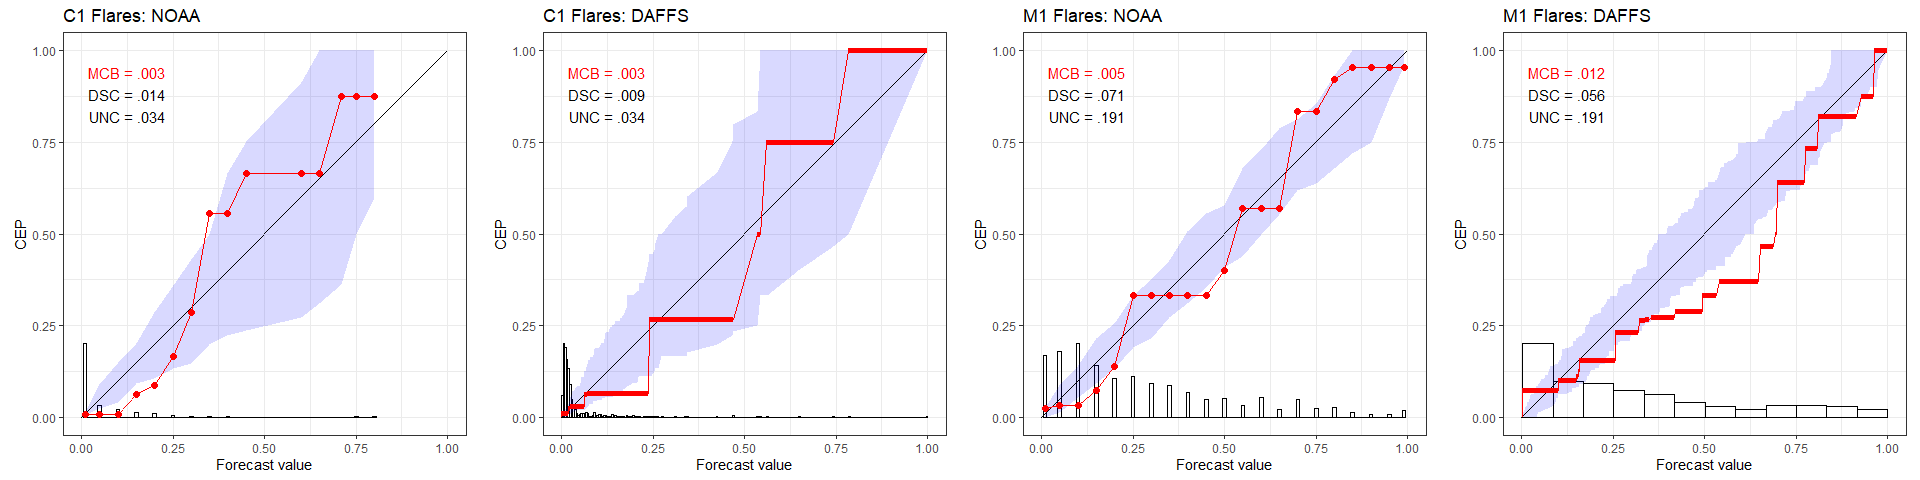 C1 Flares: NOAA
MCB = .003
DSC = .014
UNC = .034
1.00
0.75
0.50
0.25
0.00
CEP
0.00 0.25 0.50 0.75 1.00
Forecast value
C1 Flares: DAFFS
MCB = .003
DSC = .009
UNC = .034
1.00
0.75
0.50
0.25
0.00
CEP
0.00 0.25 0.50 0.75 1.00
Forecast value
M1 Flares: NOAA
MCB = .005
DSC = .071
UNC = .191
1.00
0.75
0.50
0.25
0.00
CEP
0.00 0.25 0.50 0.75 1.00
Forecast value
M1 Flares: DAFFS
MCB = .012
DSC = .056
UNC = .191
1.00
0.75
0.50
0.25
0.00
CEP
0.00 0.25 0.50 0.75 1.00
Forecast value